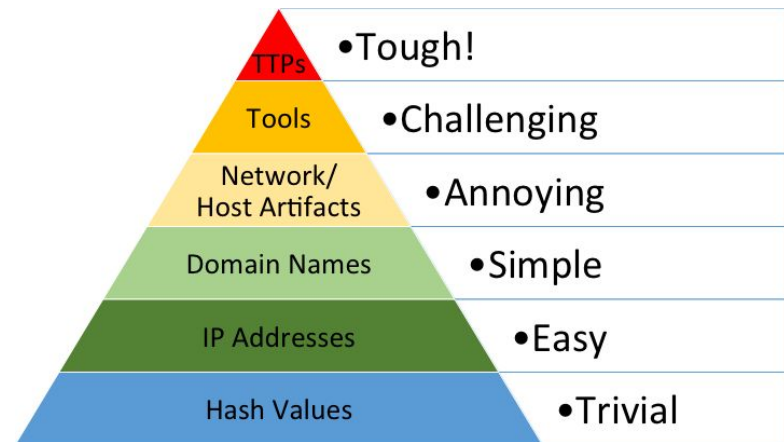 TTPs
•Tough!
Tools
•Challenging
Network/
Host Artifacts
•Annoying
Domain Names
•Simple
IP Addresses
•Easy
Hash Values
•Trivial